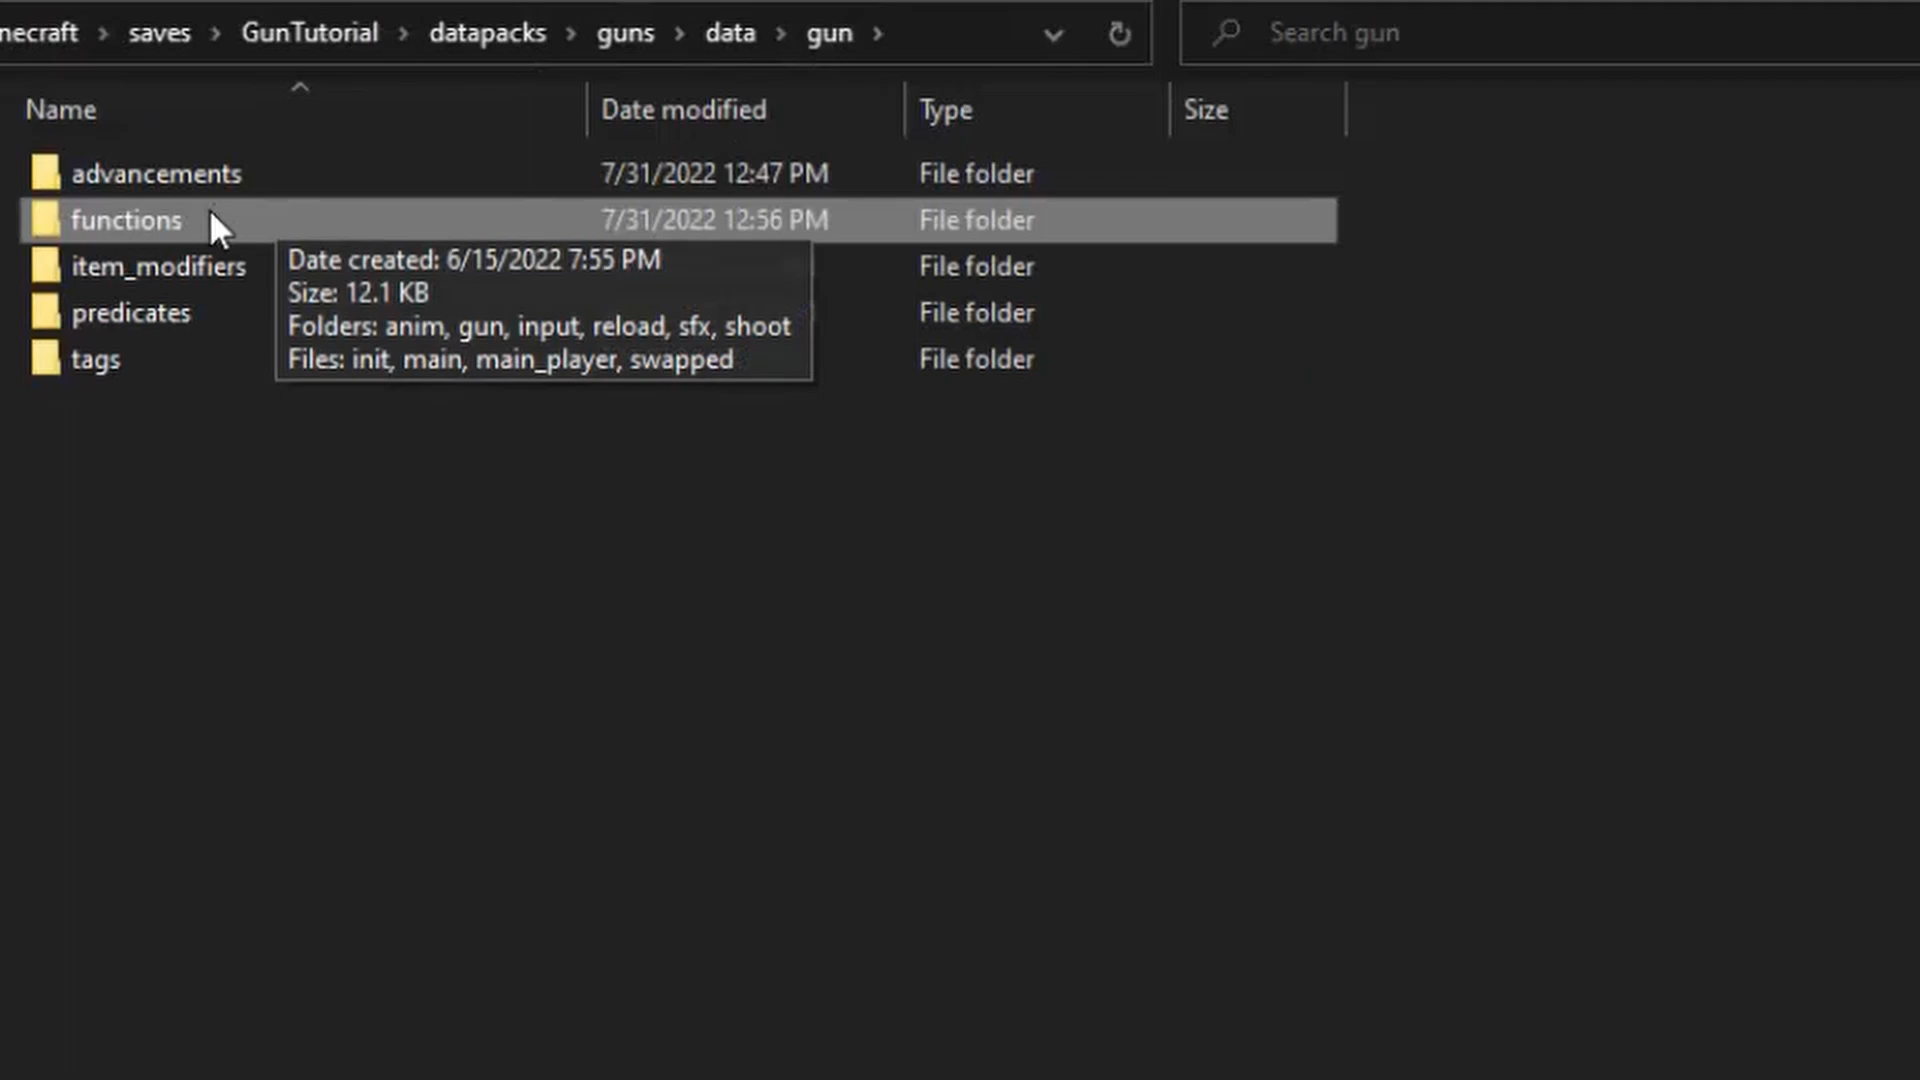 necraft > saves > GunTutorial > datapacks > guns > data > gun >
Search gun
Name Date modified Type Size
advancements 7/31/2022 12:47 PM File folder
functions 7/31/2022 12:56 PM File folder
item_modifiers File folder
predicates File folder
tags File folder
Date created: 6/15/2022 7:55 PM
Size: 12.1 KB
Folders: anim, gun, input, reload, sfx, shoot
Files: init, main, main_player, swapped